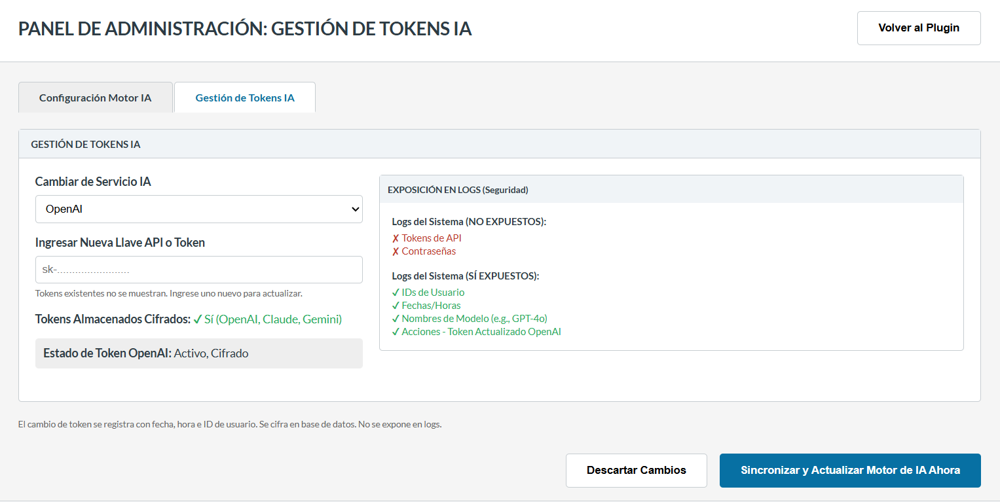 PANEL DE ADMINISTRACIÓN: GESTIÓN DE TOKENS IA
Volver al Plugin
Configuración Motor IA
Gestión de Tokens IA
GESTIÓN DE TOKENS IA
Cambiar de Servicio IA
OpenAI
Ingresar Nueva Llave API o Token
sk-........................
Tokens existentes no se muestran. Ingrese uno nuevo para actualizar.
Tokens Almacenados Cifrados: ✓ Sí (OpenAI, Claude, Gemini)
Estado de Token OpenAI: Activo, Cifrado
EXPOSICIÓN EN LOGS (Seguridad)
Logs del Sistema (NO EXPUESTOS):
✗ Tokens de API
✗ Contraseñas
Logs del Sistema (SÍ EXPUESTOS):
✓ IDs de Usuario
✓ Fechas/Horas
✓ Nombres de Modelo (e.g., GPT-4o)
✓ Acciones - Token Actualizado OpenAI
El cambio de token se registra con fecha, hora e ID de usuario. Se cifra en base de datos. No se expone en logs.
Descartar Cambios
Sincronizar y Actualizar Motor de IA Ahora